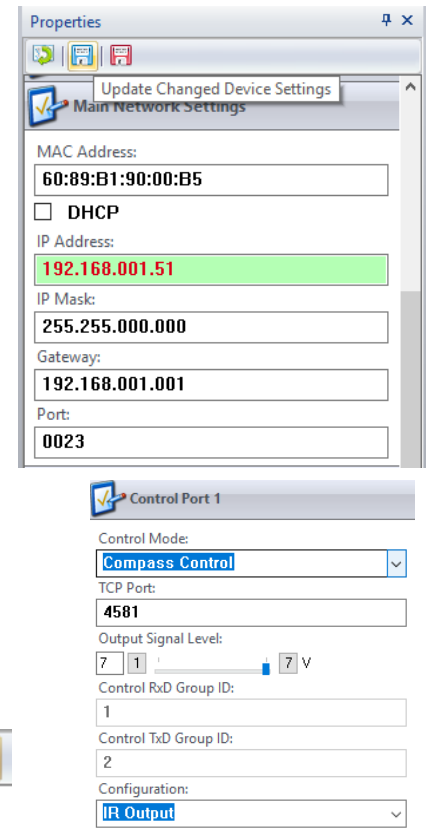 Properties
Update Changed Device Settings
Main Network Settings
MAC Address:
60:89:B1:90:00:B5
DHCP
IP Address:
192.168.001.51
IP Mask:
255.255.000.000
Gateway:
192.168.001.001
Port:
0023
Control Port 1
Control Mode:
Compass Control
TCP Port:
4581
Output Signal Level:
7 1 7 V
Control RxD Group ID:
1
Control TxD Group ID:
2
Configuration:
IR Output